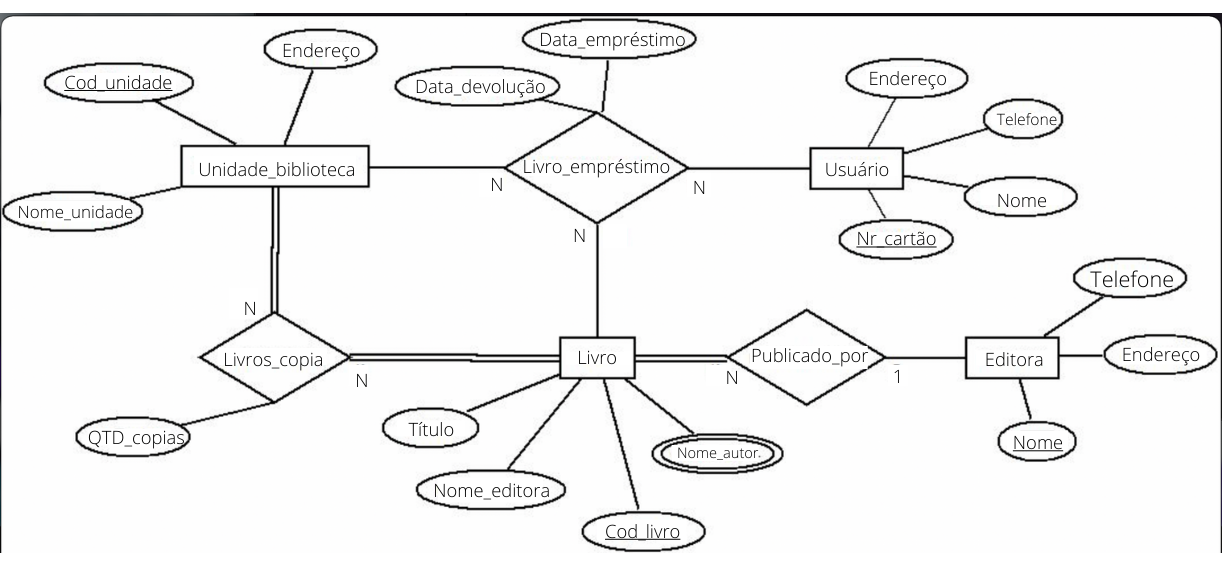 Data_empréstimo
Endereço
Cod_unidade
Data_devolução
Endereço
Telefone
Unidade_biblioteca
Livro_empréstimo
Usuário
N
N
Nome
Nome_unidade
N
Nr_cartão
Telefone
N
Livros_copia
Livro
Publicado_por
Editora
Endereço
N
N
1
QTD_copias
Título
Nome_autor.
Nome
Nome_editora
Cod_livro